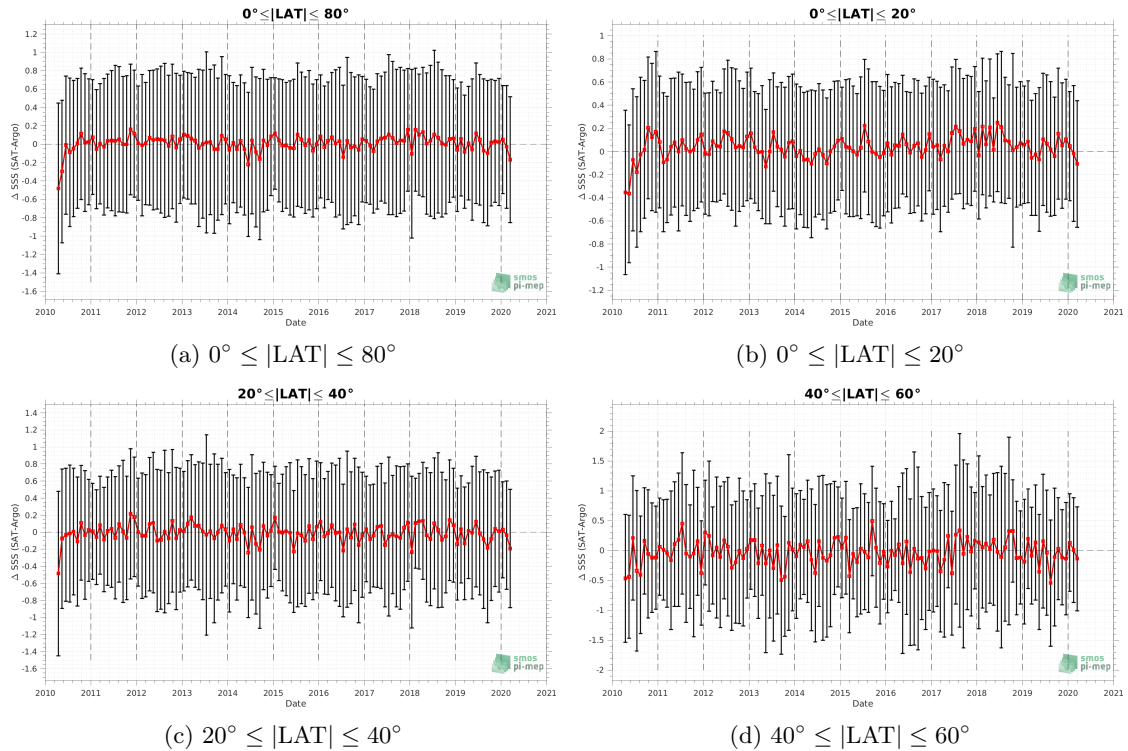 0°≤|LAT|≤ 80°
1.2
1
0.8
0.6
0.4
0.2
0
-0.2
-0.4
-0.6
-0.8
-1
-1.2
-1.4
-1.6
Δ SSS (SAT-Argo)
smos
pi-mep
2010 2011 2012 2013 2014 2015 2016 2017 2018 2019 2020 2021
Date
(a) 0° ≤ |LAT| ≤ 80°
0°≤|LAT|≤ 20°
1
0.8
0.6
0.4
0.2
0
-0.2
-0.4
-0.6
-0.8
-1
-1.2
Δ SSS (SAT-Argo)
smos
pi-mep
2010 2011 2012 2013 2014 2015 2016 2017 2018 2019 2020 2021
Date
(b) 0° ≤ |LAT| ≤ 20°
20°≤|LAT|≤ 40°
1.4
1.2
1
0.8
0.6
0.4
0.2
0
-0.2
-0.4
-0.6
-0.8
-1
-1.2
-1.4
-1.6
Δ SSS (SAT-Argo)
smos
pi-mep
2010 2011 2012 2013 2014 2015 2016 2017 2018 2019 2020 2021
Date
(c) 20° ≤ |LAT| ≤ 40°
40°≤|LAT|≤ 60°
2
1.5
1
0.5
0
-0.5
-1
-1.5
-2
Δ SSS (SAT-Argo)
smos
pi-mep
2010 2011 2012 2013 2014 2015 2016 2017 2018 2019 2020 2021
Date
(d) 40° ≤ |LAT| ≤ 60°